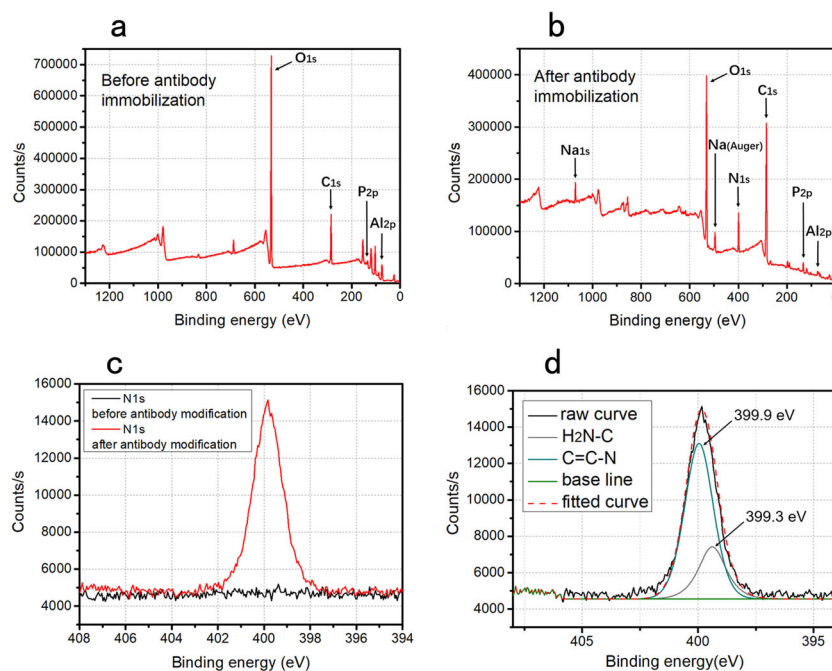 a
Before antibody
immobilization
O1s
C1s
P2p
Al2p
700000
600000
500000
400000
300000
200000
100000
0
1200 1000 800 600 400 200 0
Counts/s
Binding energy (eV)
b
After antibody
immobilization
O1s
C1s
Na(Auger)
Na1s
N1s
P2p
Al2p
400000
300000
200000
100000
0
1200 1000 800 600 400 200 0
Counts/s
Binding energy (eV)
c
N1s
before antibody modification
N1s
after antibody modification
16000
14000
12000
10000
8000
6000
4000
408 406 404 402 400 398 396 394
Counts/s
Binding energy (eV)
d
raw curve
H2N-C
C=C-N
base line
fitted curve
399.9 eV
399.3 eV
16000
14000
12000
10000
8000
6000
4000
405 400 395
Counts/s
Binding energy(eV)